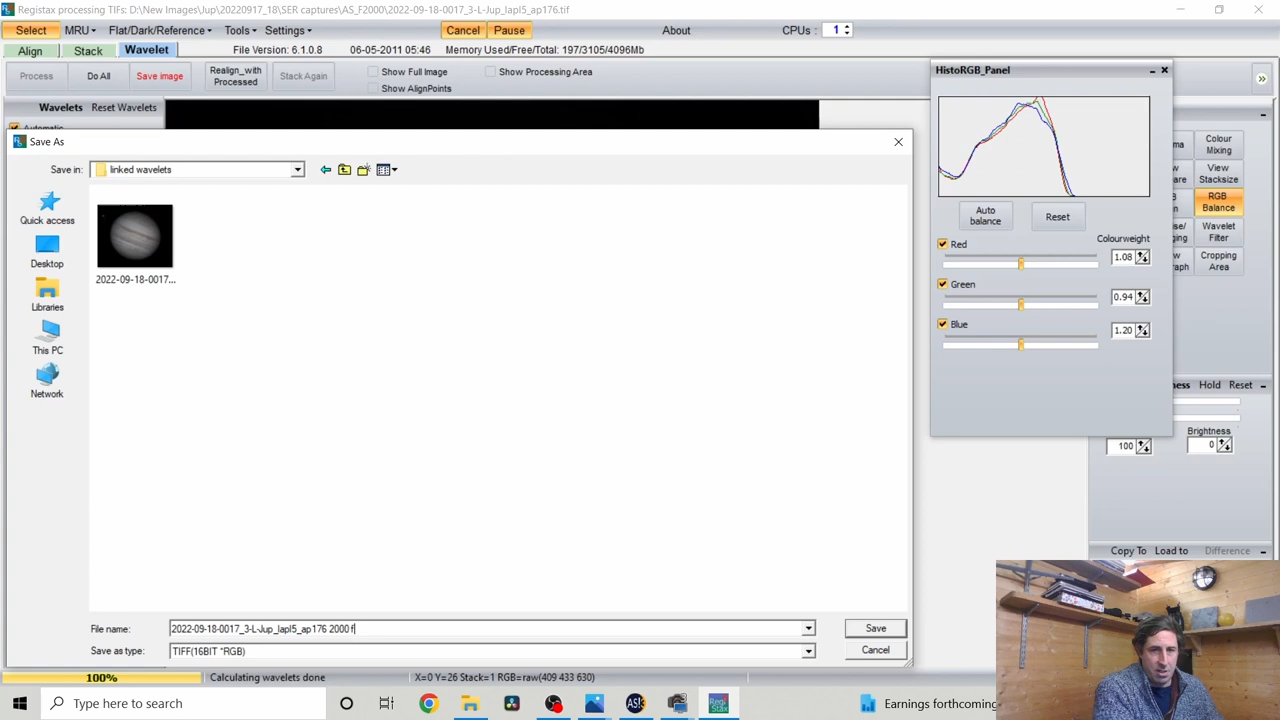 Registax processing TIFs: D:\New Images\Jup\20220917_18\SER captures\AS_F2000\2022-09-18-0017_3-L-Jup_lapl5_ap176.tif
Select MRU Flat/Dark/Reference Tools Settings Cancel Pause About CPUs: 1
Align Stack Wavelet File Version: 6.1.0.8 06-05-2011 05:46 Memory Used/Free/Total: 197/3105/4096Mb
Process Do All Save image Realign_with Processed Stack Again Show Full Image Show Processing Area
Show AlignPoints
Wavelets Reset Wavelets
Automatic
HistoRGB_Panel
Auto balance
Reset
Colourweight
Red 1.08
Green 0.94
Blue 1.20
Colour Mixing
View Stacksize
RGB Balance
Wavelet Filter
Cropping Area
Hold Reset
Brightness
100 0
Copy To Load to Difference
Save As
Save in: linked wavelets
Quick access
Desktop
Libraries
This PC
Network
2022-09-18-0017...
File name: 2022-09-18-0017_3-L-Jup_lapl5_ap176 2000 f
Save
Save as type: TIFF(16BIT *RGB)
Cancel
100% Calculating wavelets done X=0 Y=26 Stack=1 RGB=raw(409 433 630)
Type here to search
AS!3
Regi Stax
Earnings forthcoming